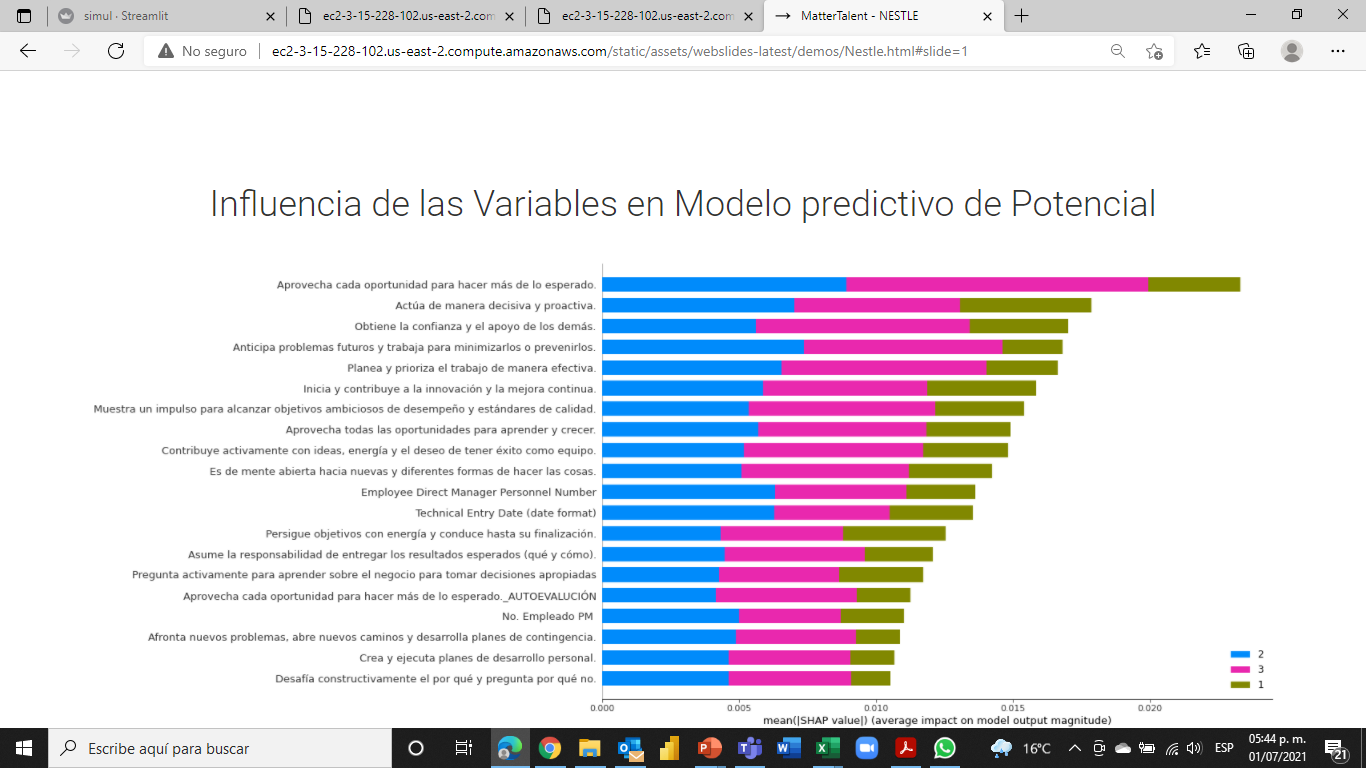 simul - Streamlit
ec2-3-15-228-102.us-east-2.com
ec2-3-15-228-102.us-east-2.com
MatterTalent - NESTLE
No seguro
ec2-3-15-228-102.us-east-2.compute.amazonaws.com/static/assets/webslides-latest/demos/Nestle.html#slide=1
Influencia de las Variables en Modelo predictivo de Potencial
Aprovecha cada oportunidad para hacer más de lo esperado.
Actúa de manera decisiva y proactiva.
Obtiene la confianza y el apoyo de los demás.
Anticipa problemas futuros y trabaja para minimizarlos o prevenirlos.
Planea y prioriza el trabajo de manera efectiva.
Inicia y contribuye a la innovación y la mejora continua.
Muestra un impulso para alcanzar objetivos ambiciosos de desempeño y estándares de calidad.
Aprovecha todas las oportunidades para aprender y crecer.
Contribuye activamente con ideas, energía y el deseo de tener éxito como equipo.
Es de mente abierta hacia nuevas y diferentes formas de hacer las cosas.
Employee Direct Manager Personnel Number
Technical Entry Date (date format)
Persigue objetivos con energía y conduce hasta su finalización.
Asume la responsabilidad de entregar los resultados esperados (qué y cómo).
Pregunta activamente para aprender sobre el negocio para tomar decisiones apropiadas
Aprovecha cada oportunidad para hacer más de lo esperado._AUTOEVALUCIÓN
No. Empleado PM
Afronta nuevos problemas, abre nuevos caminos y desarrolla planes de contingencia.
Crea y ejecuta planes de desarrollo personal.
Desafía constructivamente el por qué y pregunta por qué no.
2
3
1
0.000 0.005 0.010 0.015 0.020
mean(|SHAP value|) (average impact on model output magnitude)
Escribe aquí para buscar
16°C
ESP
05:44 p. m.
01/07/2021
21